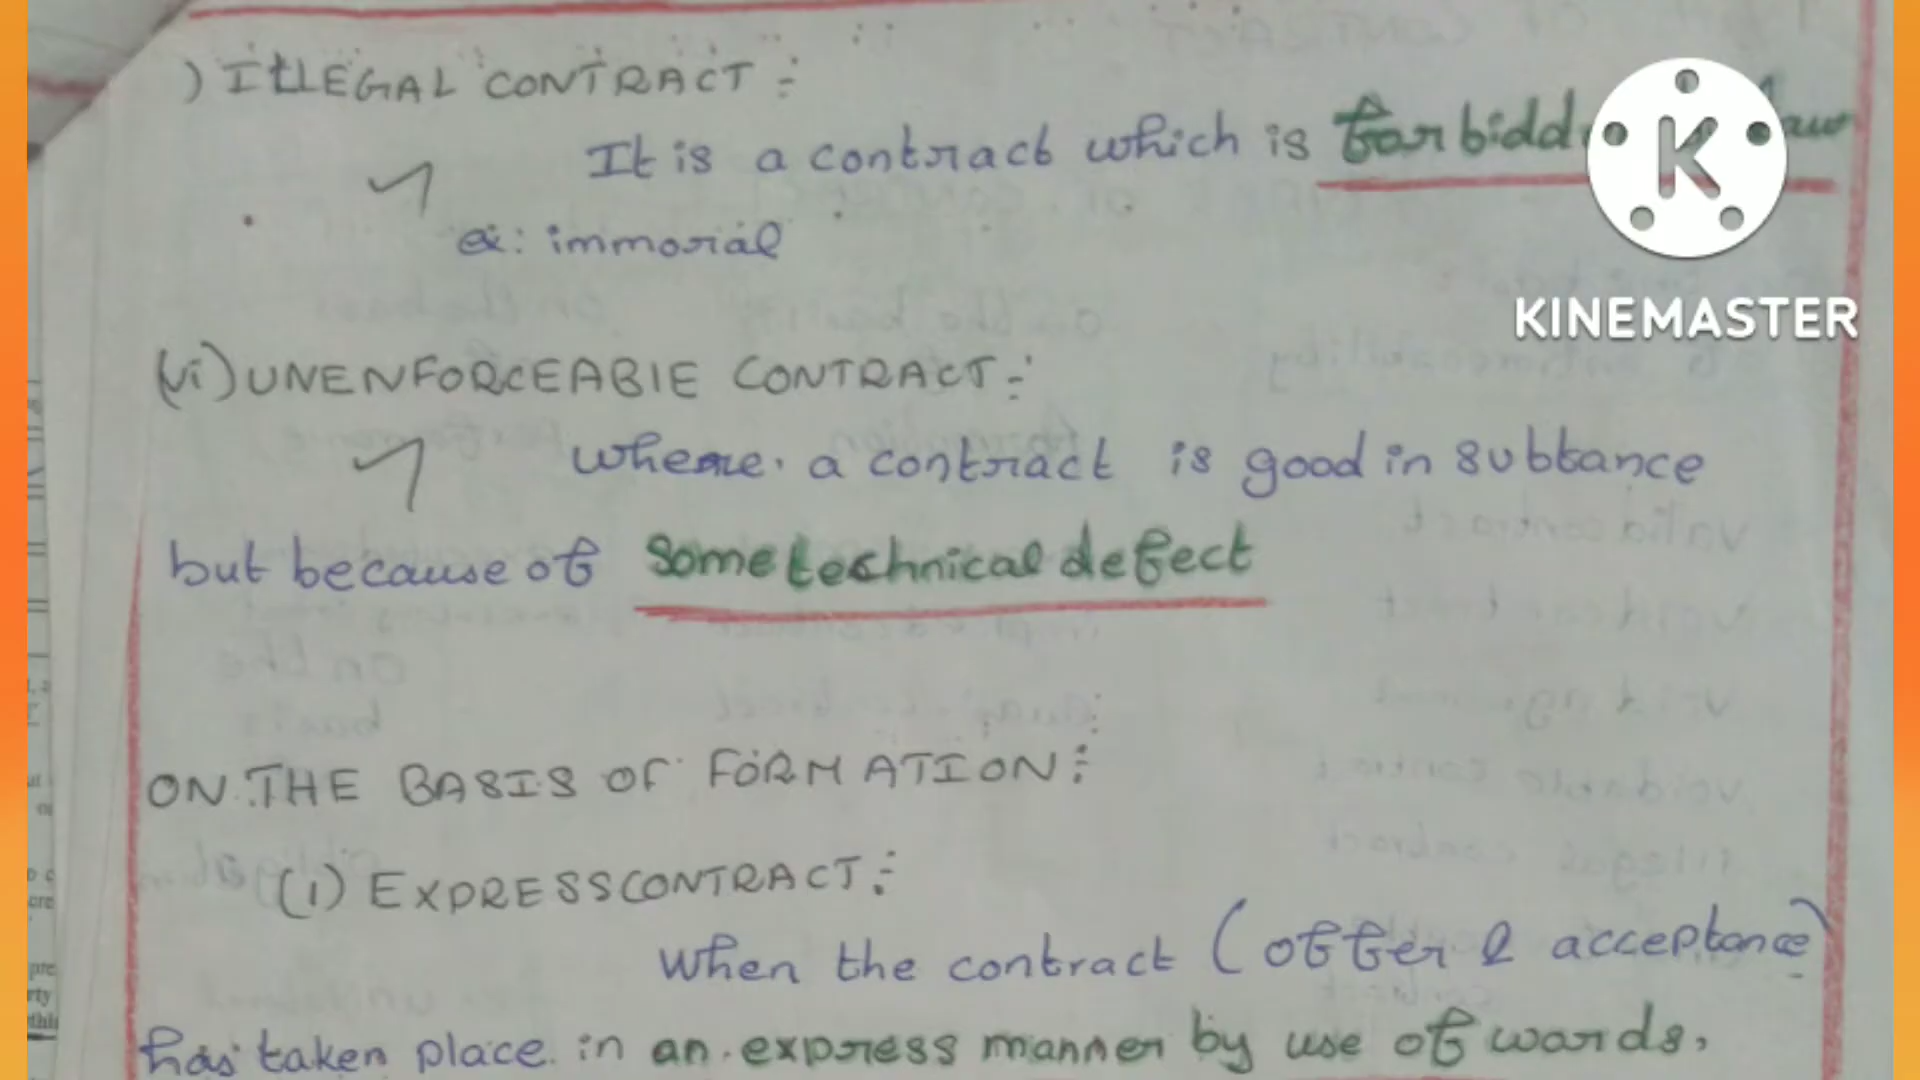 ) ILLEGAL CONTRACT :-
It is a contract which is forbidd law
ex: immoral
KINEMASTER
(vi) UNENFORCEABLE CONTRACT :-
where a contract is good in subtance
but because of some technical defect
ON THE BASIS OF FORMATION :-
(i) EXPRESS CONTRACT :-
when the contract (offer & acceptance)
has taken place in an express manner by use of words,